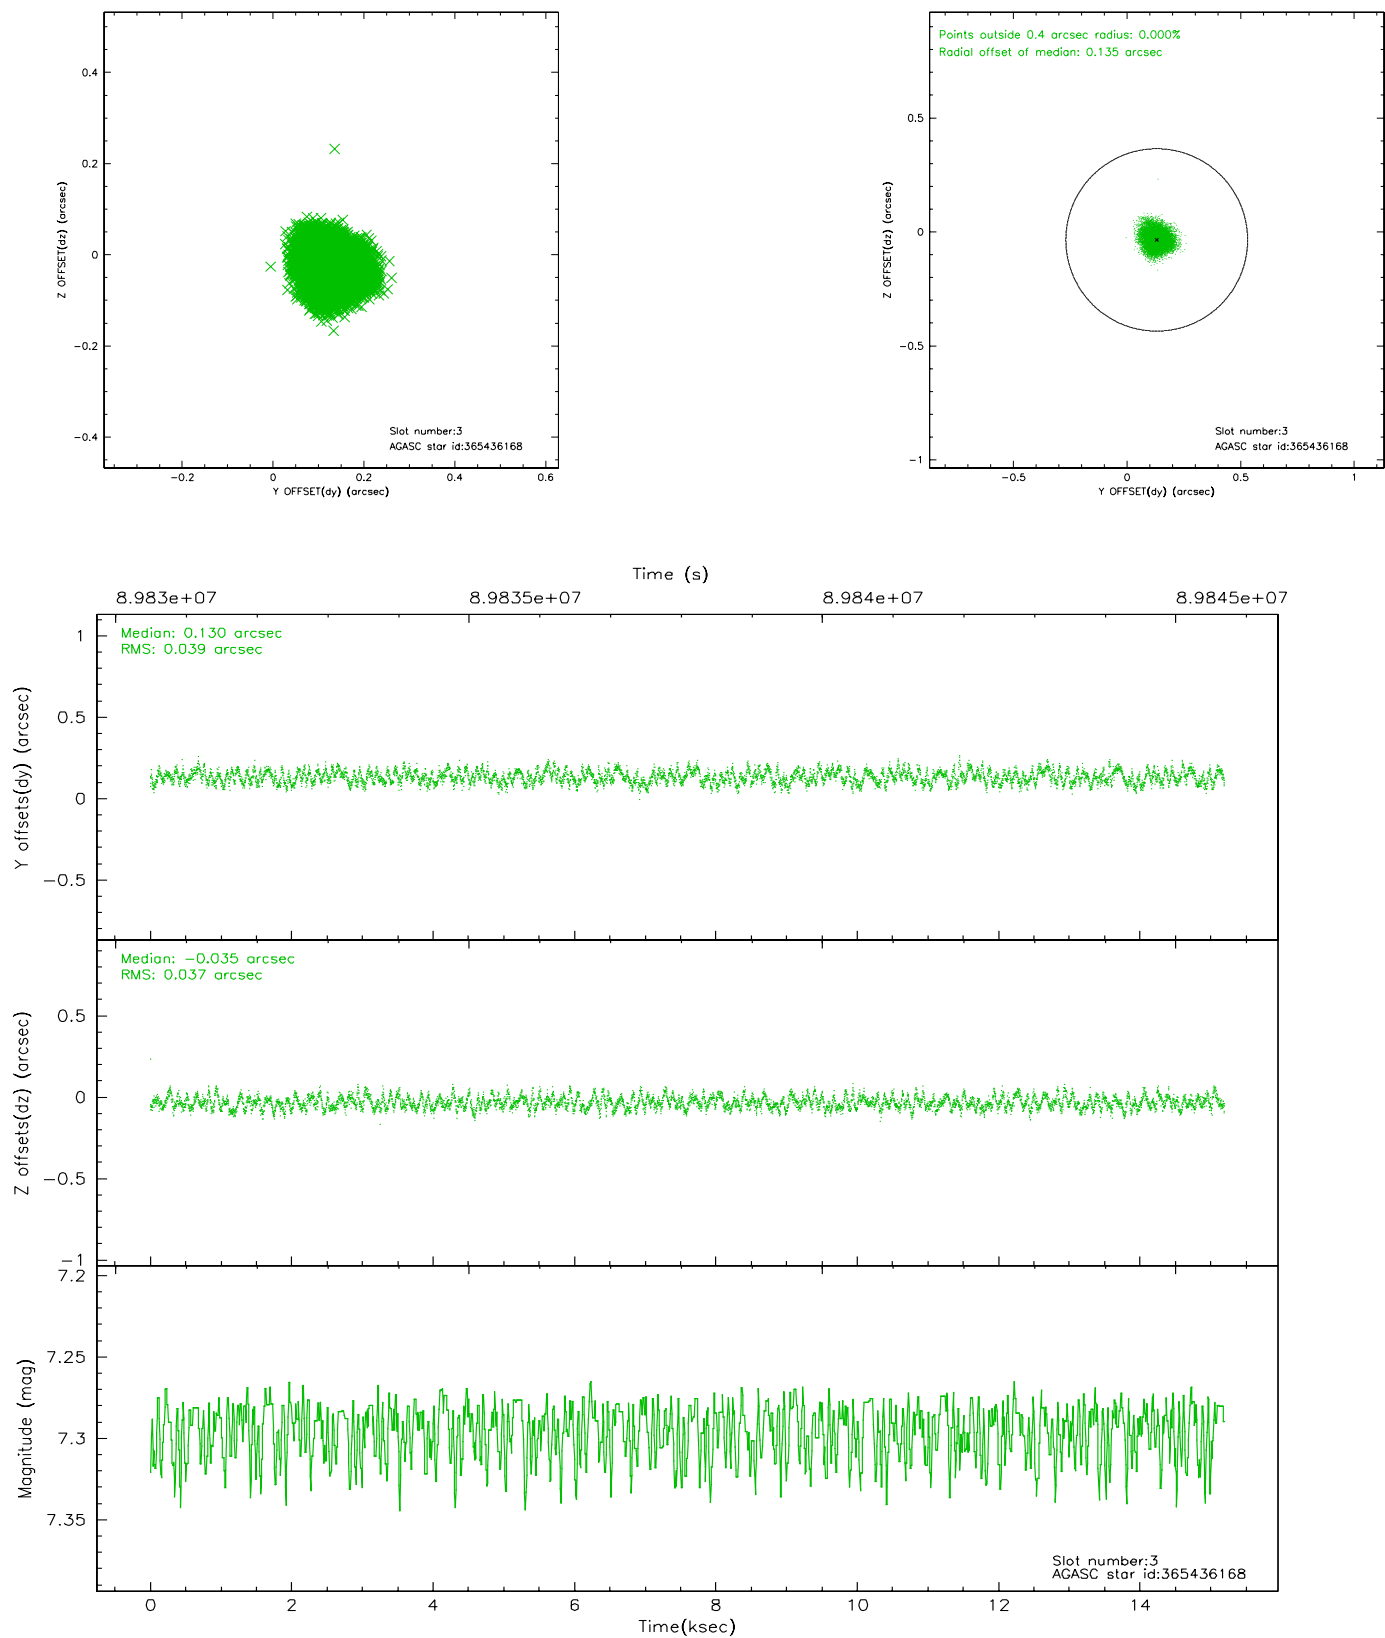 0.4
0.2
0
−0.2
−0.4
Z OFFSET(dz) (arcsec)
Slot number:3
AGASC star id:365436168
−0.2 0 0.2 0.4 0.6
Y OFFSET(dy) (arcsec)
Points outside 0.4 arcsec radius: 0.000%
Radial offset of median: 0.135 arcsec
0.5
0
−0.5
−1
Z OFFSET(dz) (arcsec)
Slot number:3
AGASC star id:365436168
−0.5 0 0.5 1
Y OFFSET(dy) (arcsec)
Time (s)
8.983e+07 8.9835e+07 8.984e+07 8.9845e+07
Median: 0.130 arcsec
RMS: 0.039 arcsec
1
0.5
0
−0.5
Y offsets(dy) (arcsec)
Median: −0.035 arcsec
RMS: 0.037 arcsec
0.5
0
−0.5
−1
Z offsets(dz) (arcsec)
7.2
7.25
7.3
7.35
Magnitude (mag)
Slot number:3
AGASC star id:365436168
0 2 4 6 8 10 12 14
Time(ksec)